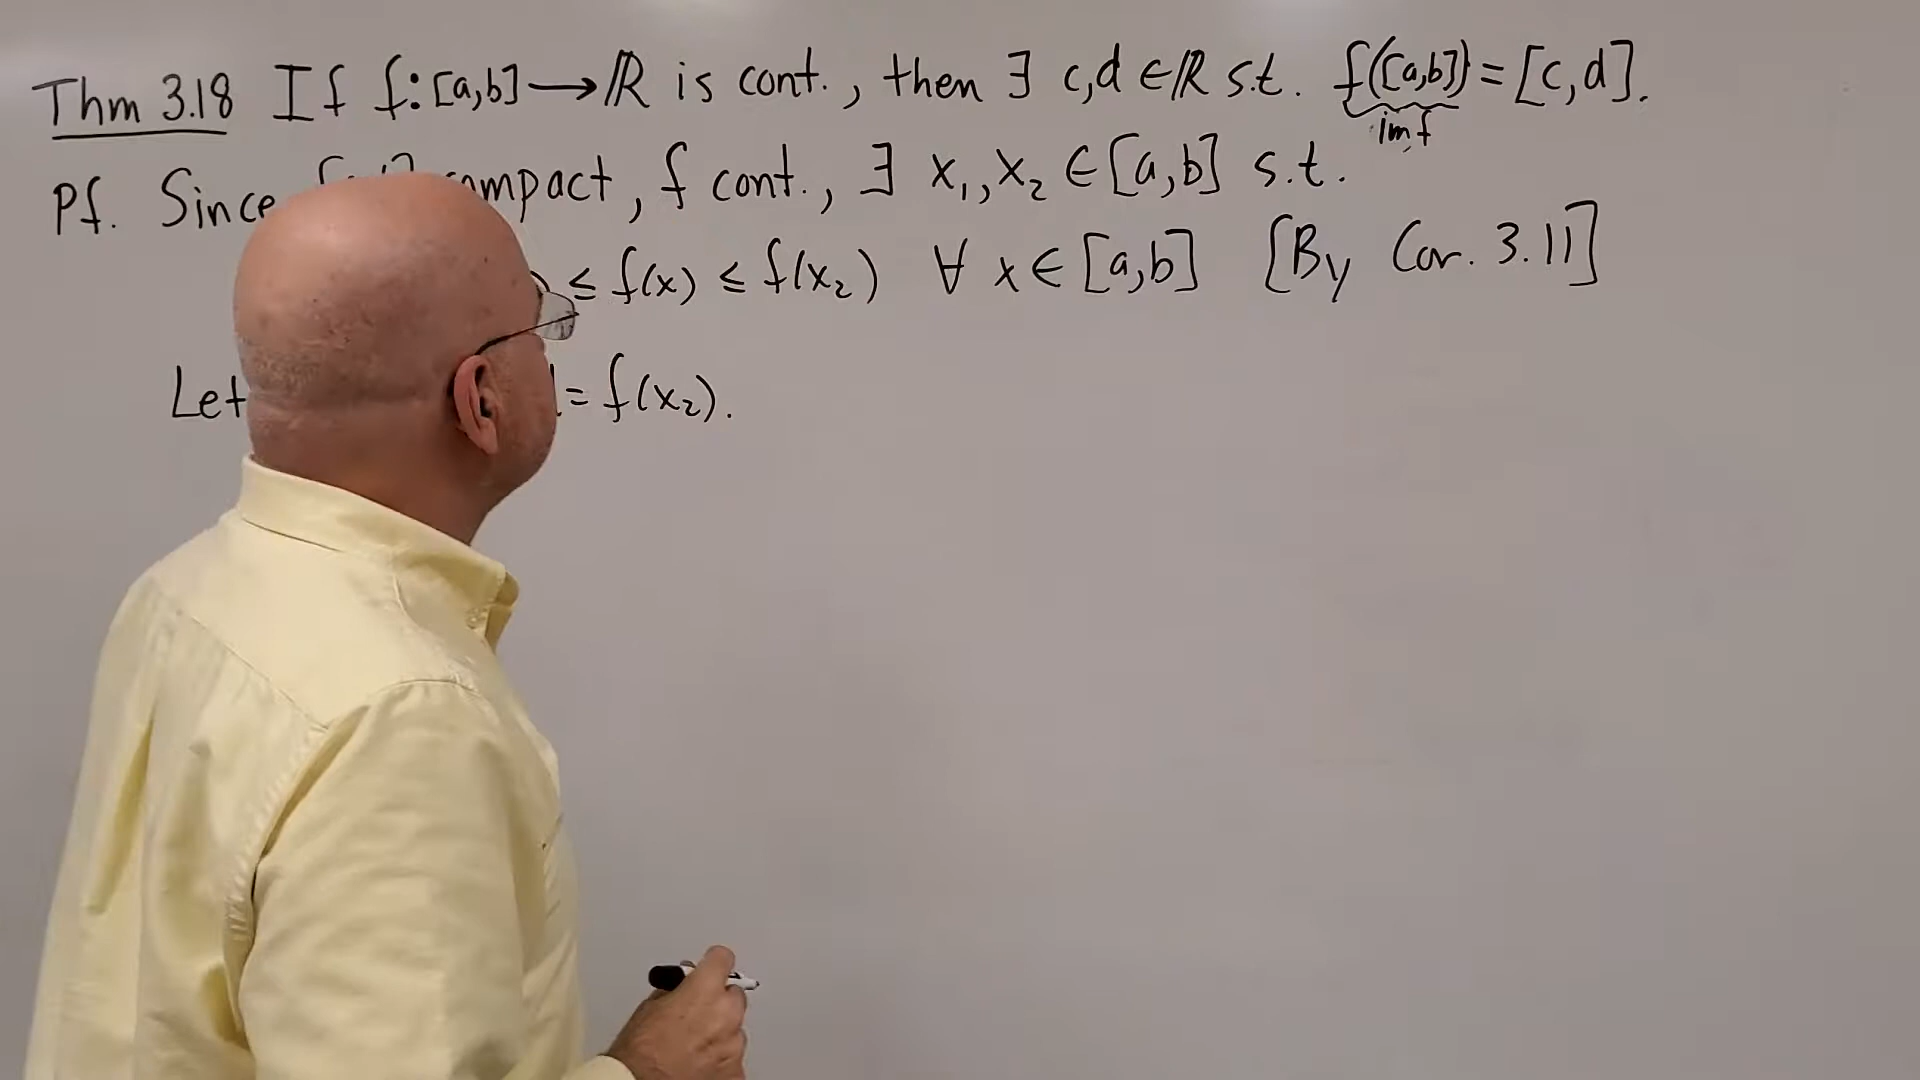 Thm 3.18 If f: [a,b] → ℝ is cont., then ∃ c,d ∈ ℝ s.t. f([a,b]) = [c,d].
im f
Pf. Since compact, f cont., ∃ x₁, x₂ ∈ [a,b] s.t.
≤ f(x) ≤ f(x₂) ∀ x ∈ [a,b] [By Cor. 3.11]
Let = f(x₂).